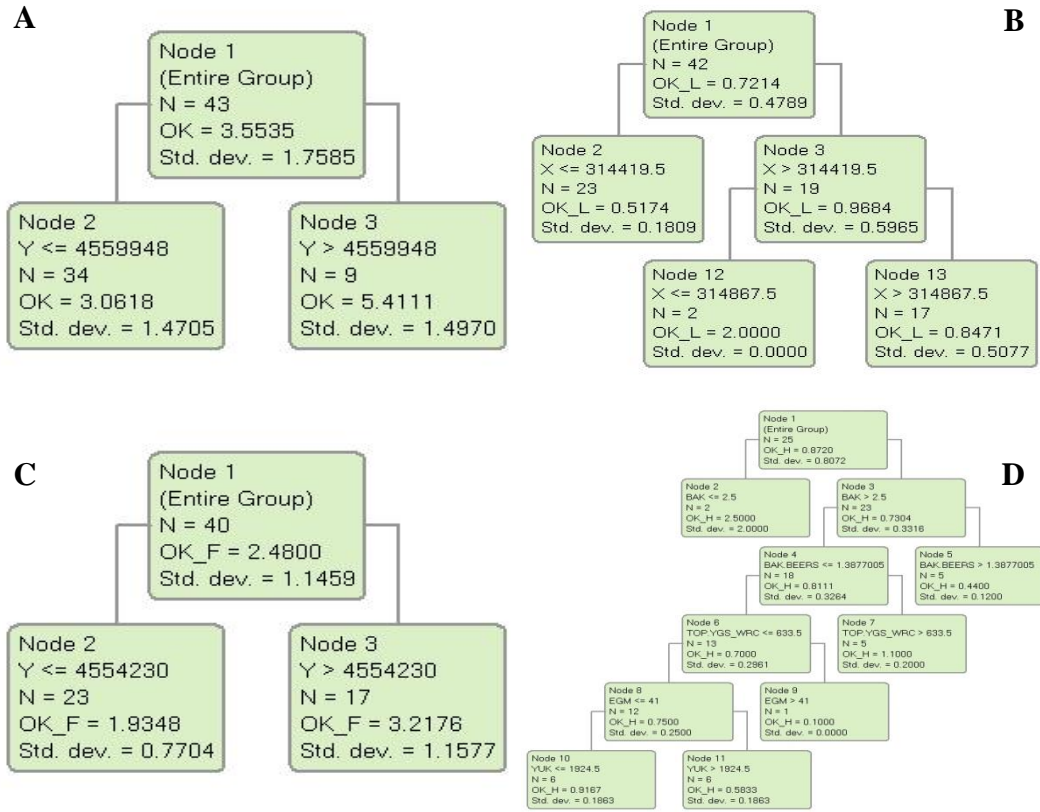 A
Node 1
(Entire Group)
N = 43
OK = 3.5535
Std. dev. = 1.7585
Node 2
Y <= 4559948
N = 34
OK = 3.0618
Std. dev. = 1.4705
Node 3
Y > 4559948
N = 9
OK = 5.4111
Std. dev. = 1.4970
B
Node 1
(Entire Group)
N = 42
OK_L = 0.7214
Std. dev. = 0.4789
Node 2
X <= 314419.5
N = 23
OK_L = 0.5174
Std. dev. = 0.1809
Node 3
X > 314419.5
N = 19
OK_L = 0.9684
Std. dev. = 0.5965
Node 12
X <= 314867.5
N = 2
OK_L = 2.0000
Std. dev. = 0.0000
Node 13
X > 314867.5
N = 17
OK_L = 0.8471
Std. dev. = 0.5077
C
Node 1
(Entire Group)
N = 40
OK_F = 2.4800
Std. dev. = 1.1459
Node 2
Y <= 4554230
N = 23
OK_F = 1.9348
Std. dev. = 0.7704
Node 3
Y > 4554230
N = 17
OK_F = 3.2176
Std. dev. = 1.1577
D
Node 1
(Entire Group)
N = 25
OK_H = 0.8720
Std. dev. = 0.8072
Node 2
BAK <= 2.5
N = 2
OK_H = 2.5000
Std. dev. = 2.0000
Node 3
BAK > 2.5
N = 23
OK_H = 0.7304
Std. dev. = 0.3316
Node 4
BAK.BEERS <= 1.3877005
N = 18
OK_H = 0.8111
Std. dev. = 0.3264
Node 5
BAK.BEERS > 1.3877005
N = 5
OK_H = 0.4400
Std. dev. = 0.1200
Node 6
TOP.YGS_WRC <= 633.5
N = 13
OK_H = 0.7000
Std. dev. = 0.2961
Node 7
TOP.YGS_WRC > 633.5
N = 5
OK_H = 1.1000
Std. dev. = 0.2000
Node 8
EGM <= 41
N = 12
OK_H = 0.7500
Std. dev. = 0.2500
Node 9
EGM > 41
N = 1
OK_H = 0.1000
Std. dev. = 0.0000
Node 10
YUK <= 1924.5
N = 6
OK_H = 0.9167
Std. dev. = 0.1863
Node 11
YUK > 1924.5
N = 6
OK_H = 0.5833
Std. dev. = 0.1863